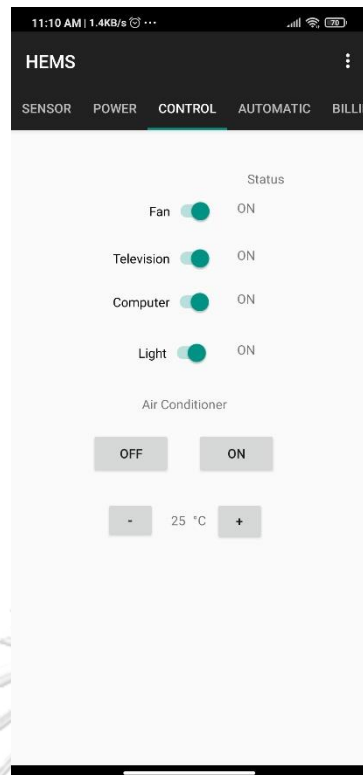 11:10 AM | 1.4KB/s ...
70
HEMS
SENSOR POWER CONTROL AUTOMATIC BILLI
Status
Fan ON
Television ON
Computer ON
Light ON
Air Conditioner
OFF ON
- 25 °C +